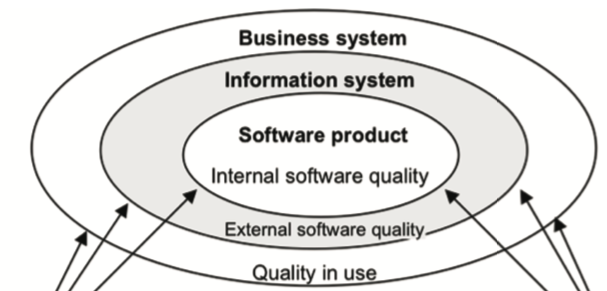 Business system
Information system
Software product
Internal software quality
External software quality
Quality in use